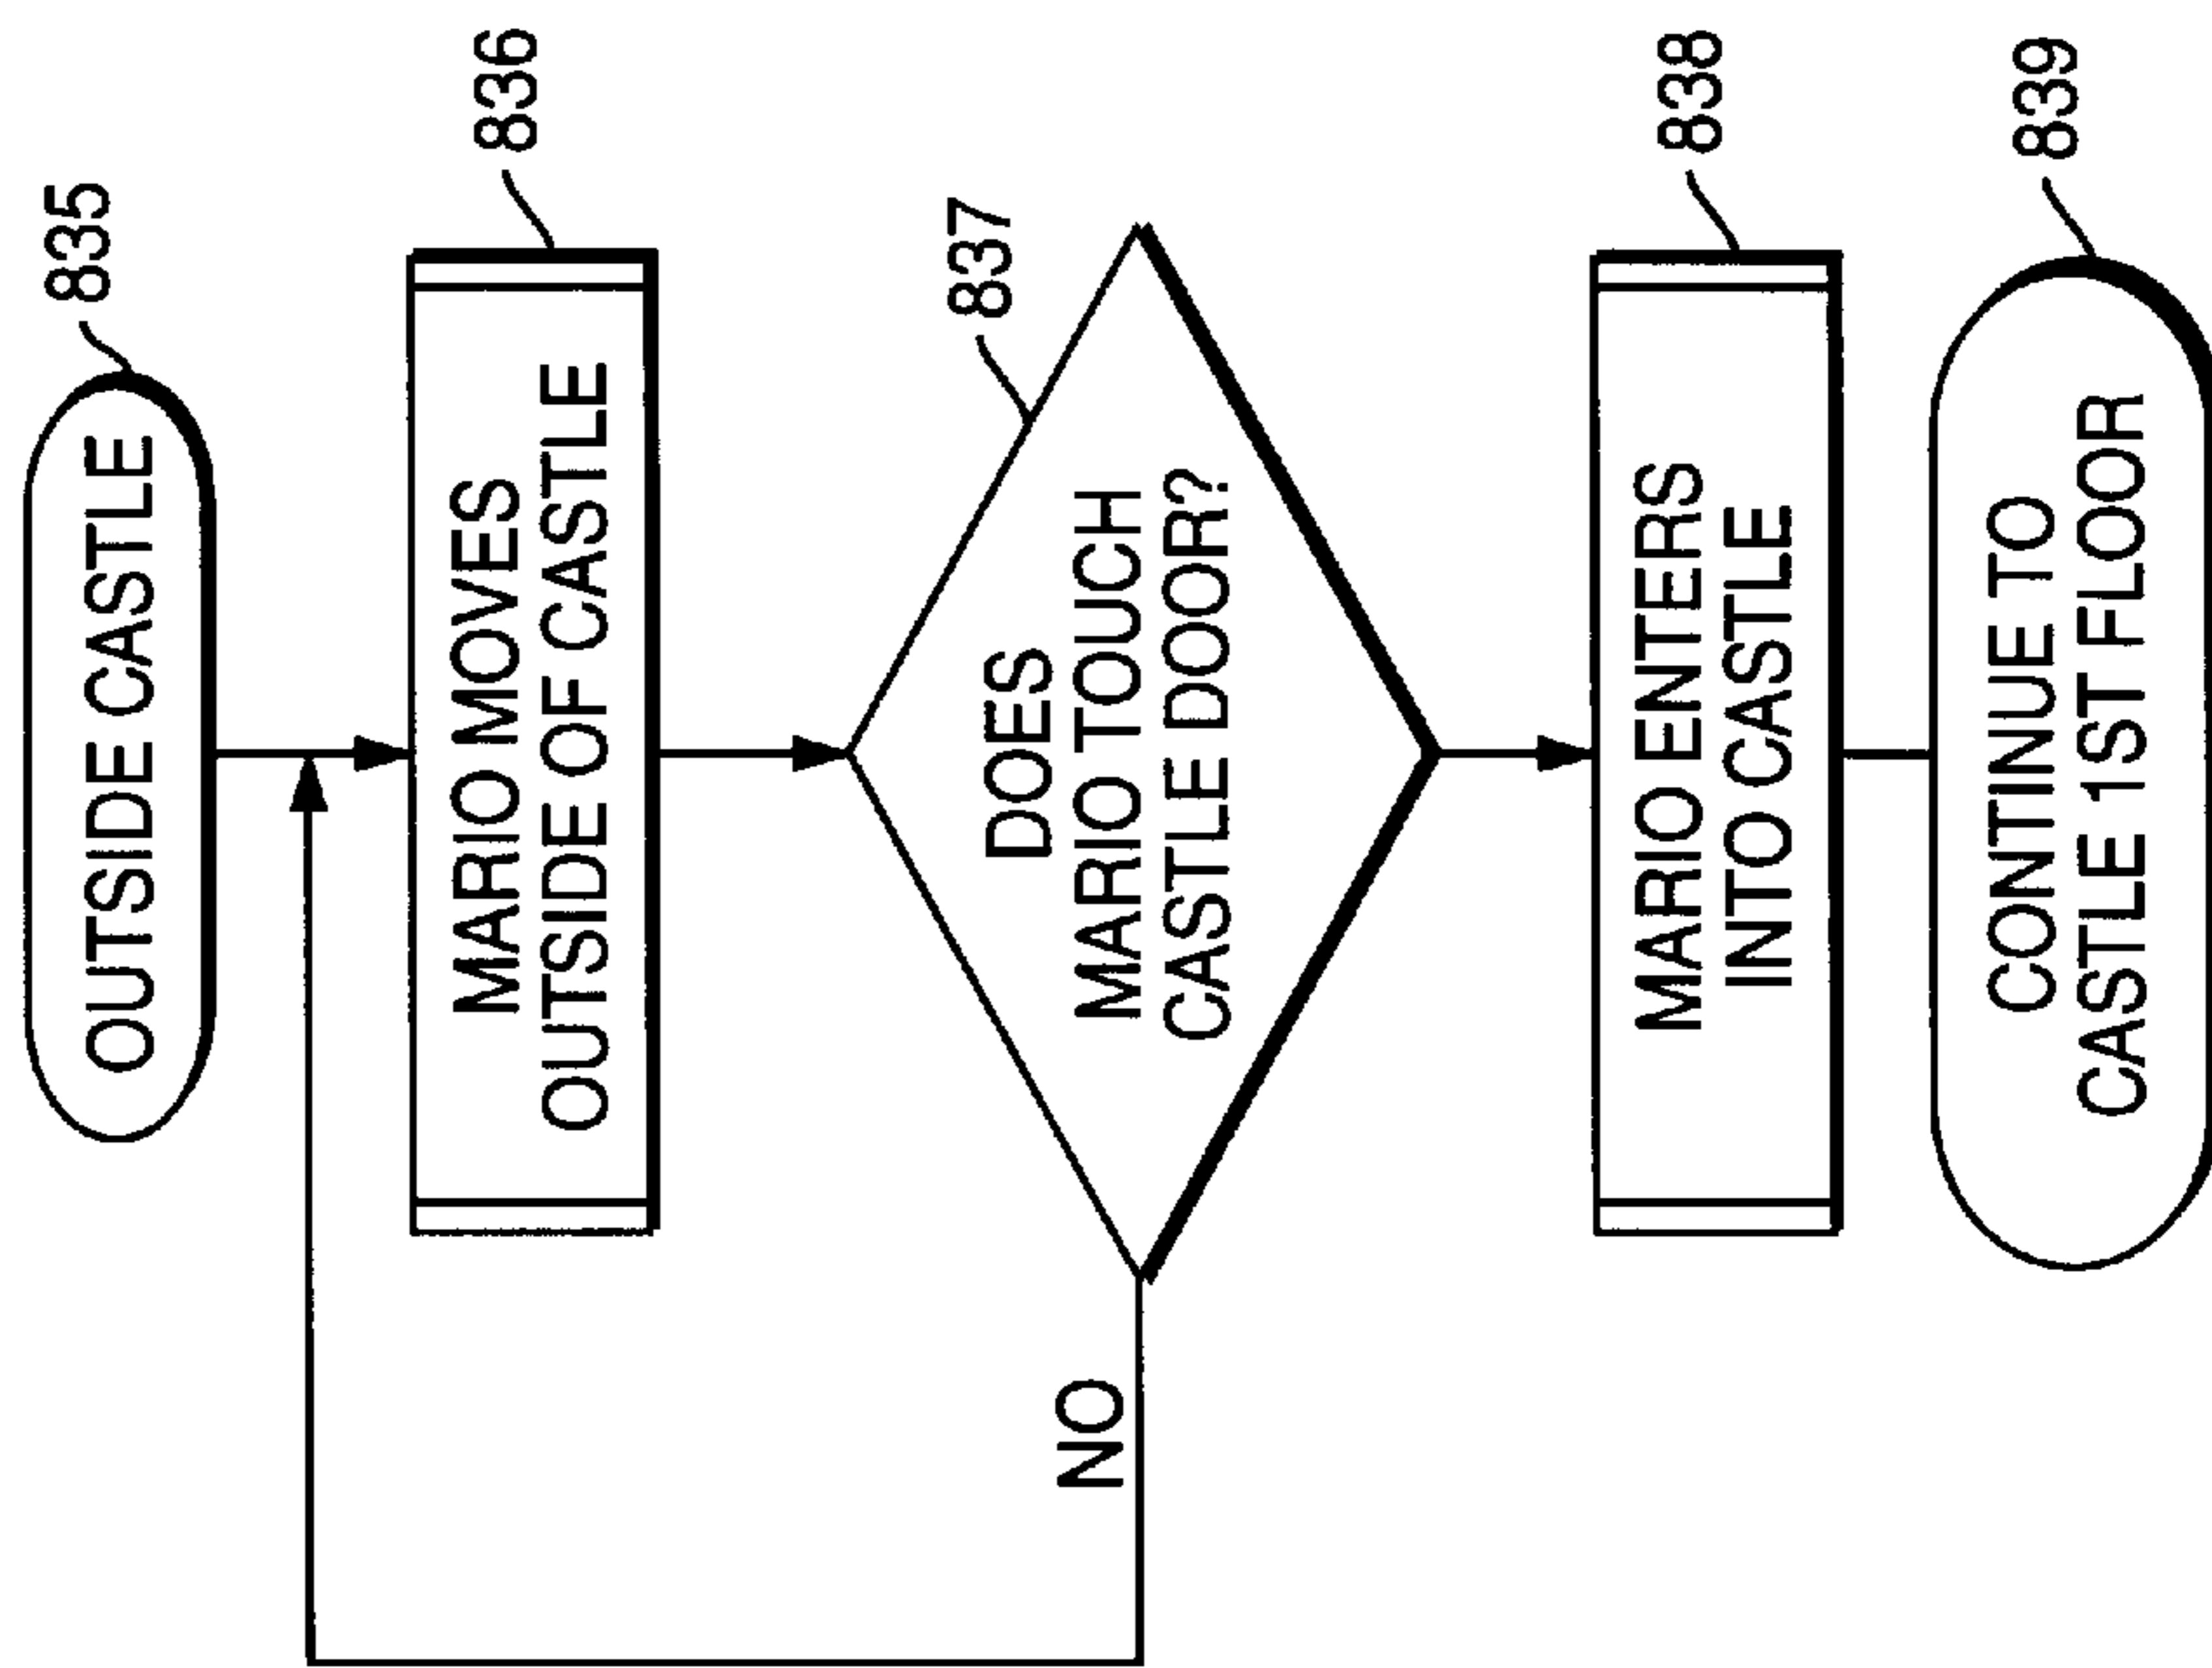 OUTSIDE CASTLE
835
MARIO MOVES
OUTSIDE OF CASTLE
836
DOES
MARIO TOUCH
CASTLE DOOR?
837
NO
MARIO ENTERS
INTO CASTLE
838
CONTINUE TO
CASTLE 1ST FLOOR
839